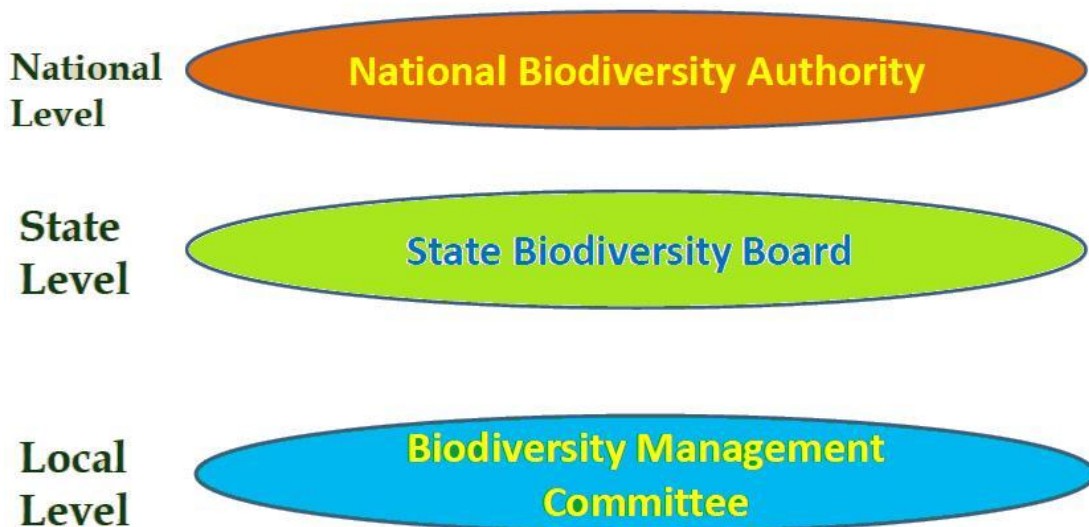 National
Level
National Biodiversity Authority
State
Level
State Biodiversity Board
Local
Level
Biodiversity Management
Committee